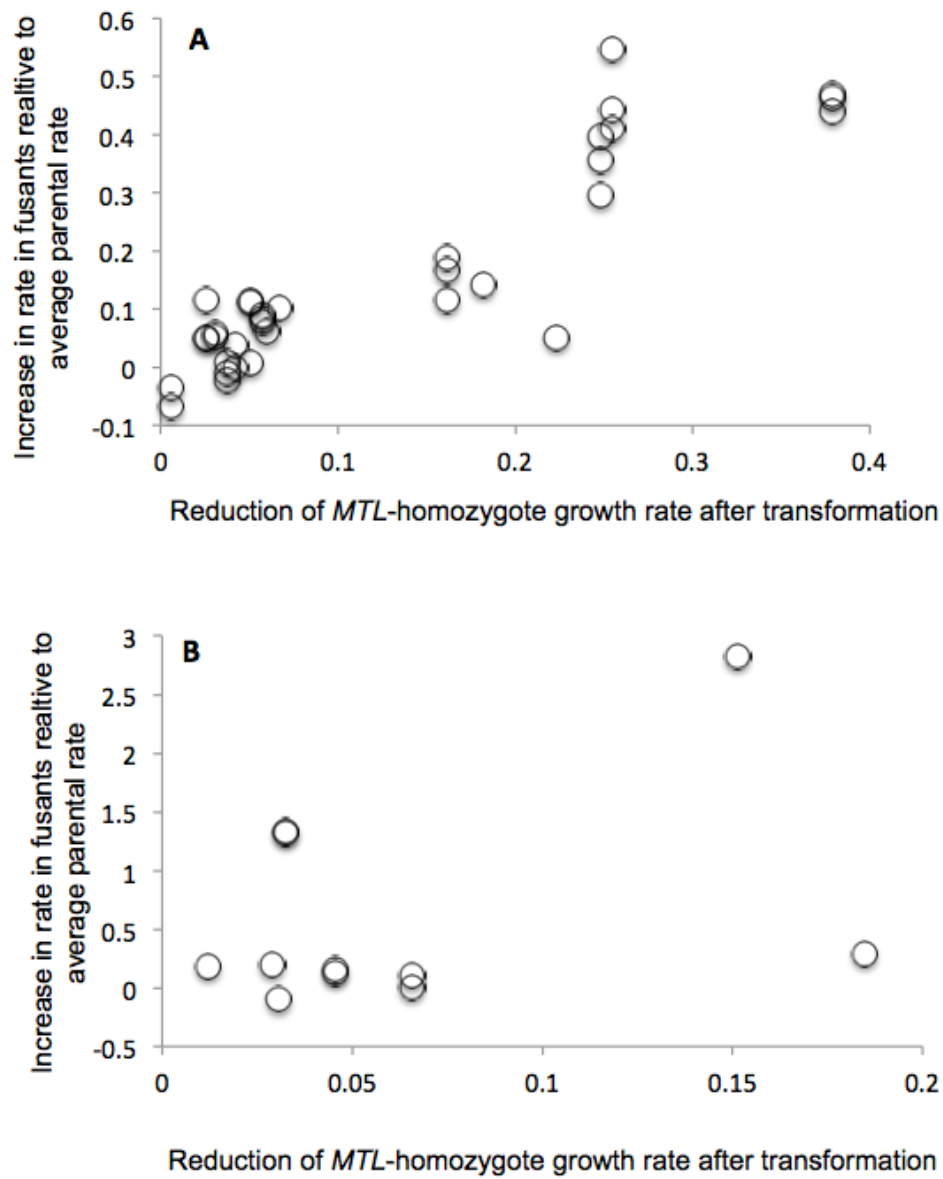 A
Increase in rate in fusants realtive to
average parental rate
0.6
0.5
0.4
0.3
0.2
0.1
0
-0.1
0 0.1 0.2 0.3 0.4
Reduction of MTL-homozygote growth rate after transformation
B
Increase in rate in fusants realtive to
average parental rate
3
2.5
2
1.5
1
0.5
0
-0.5
0 0.05 0.1 0.15 0.2
Reduction of MTL-homozygote growth rate after transformation